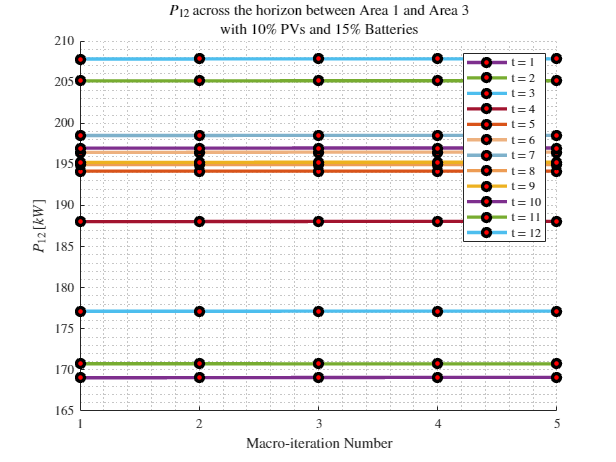 P₁₂ across the horizon between Area 1 and Area 3
with 10% PVs and 15% Batteries
P₁₂ [kW]
210
205
200
195
190
185
180
175
170
165
t = 1
t = 2
t = 3
t = 4
t = 5
t = 6
t = 7
t = 8
t = 9
t = 10
t = 11
t = 12
1
2
3
4
5
Macro-iteration Number